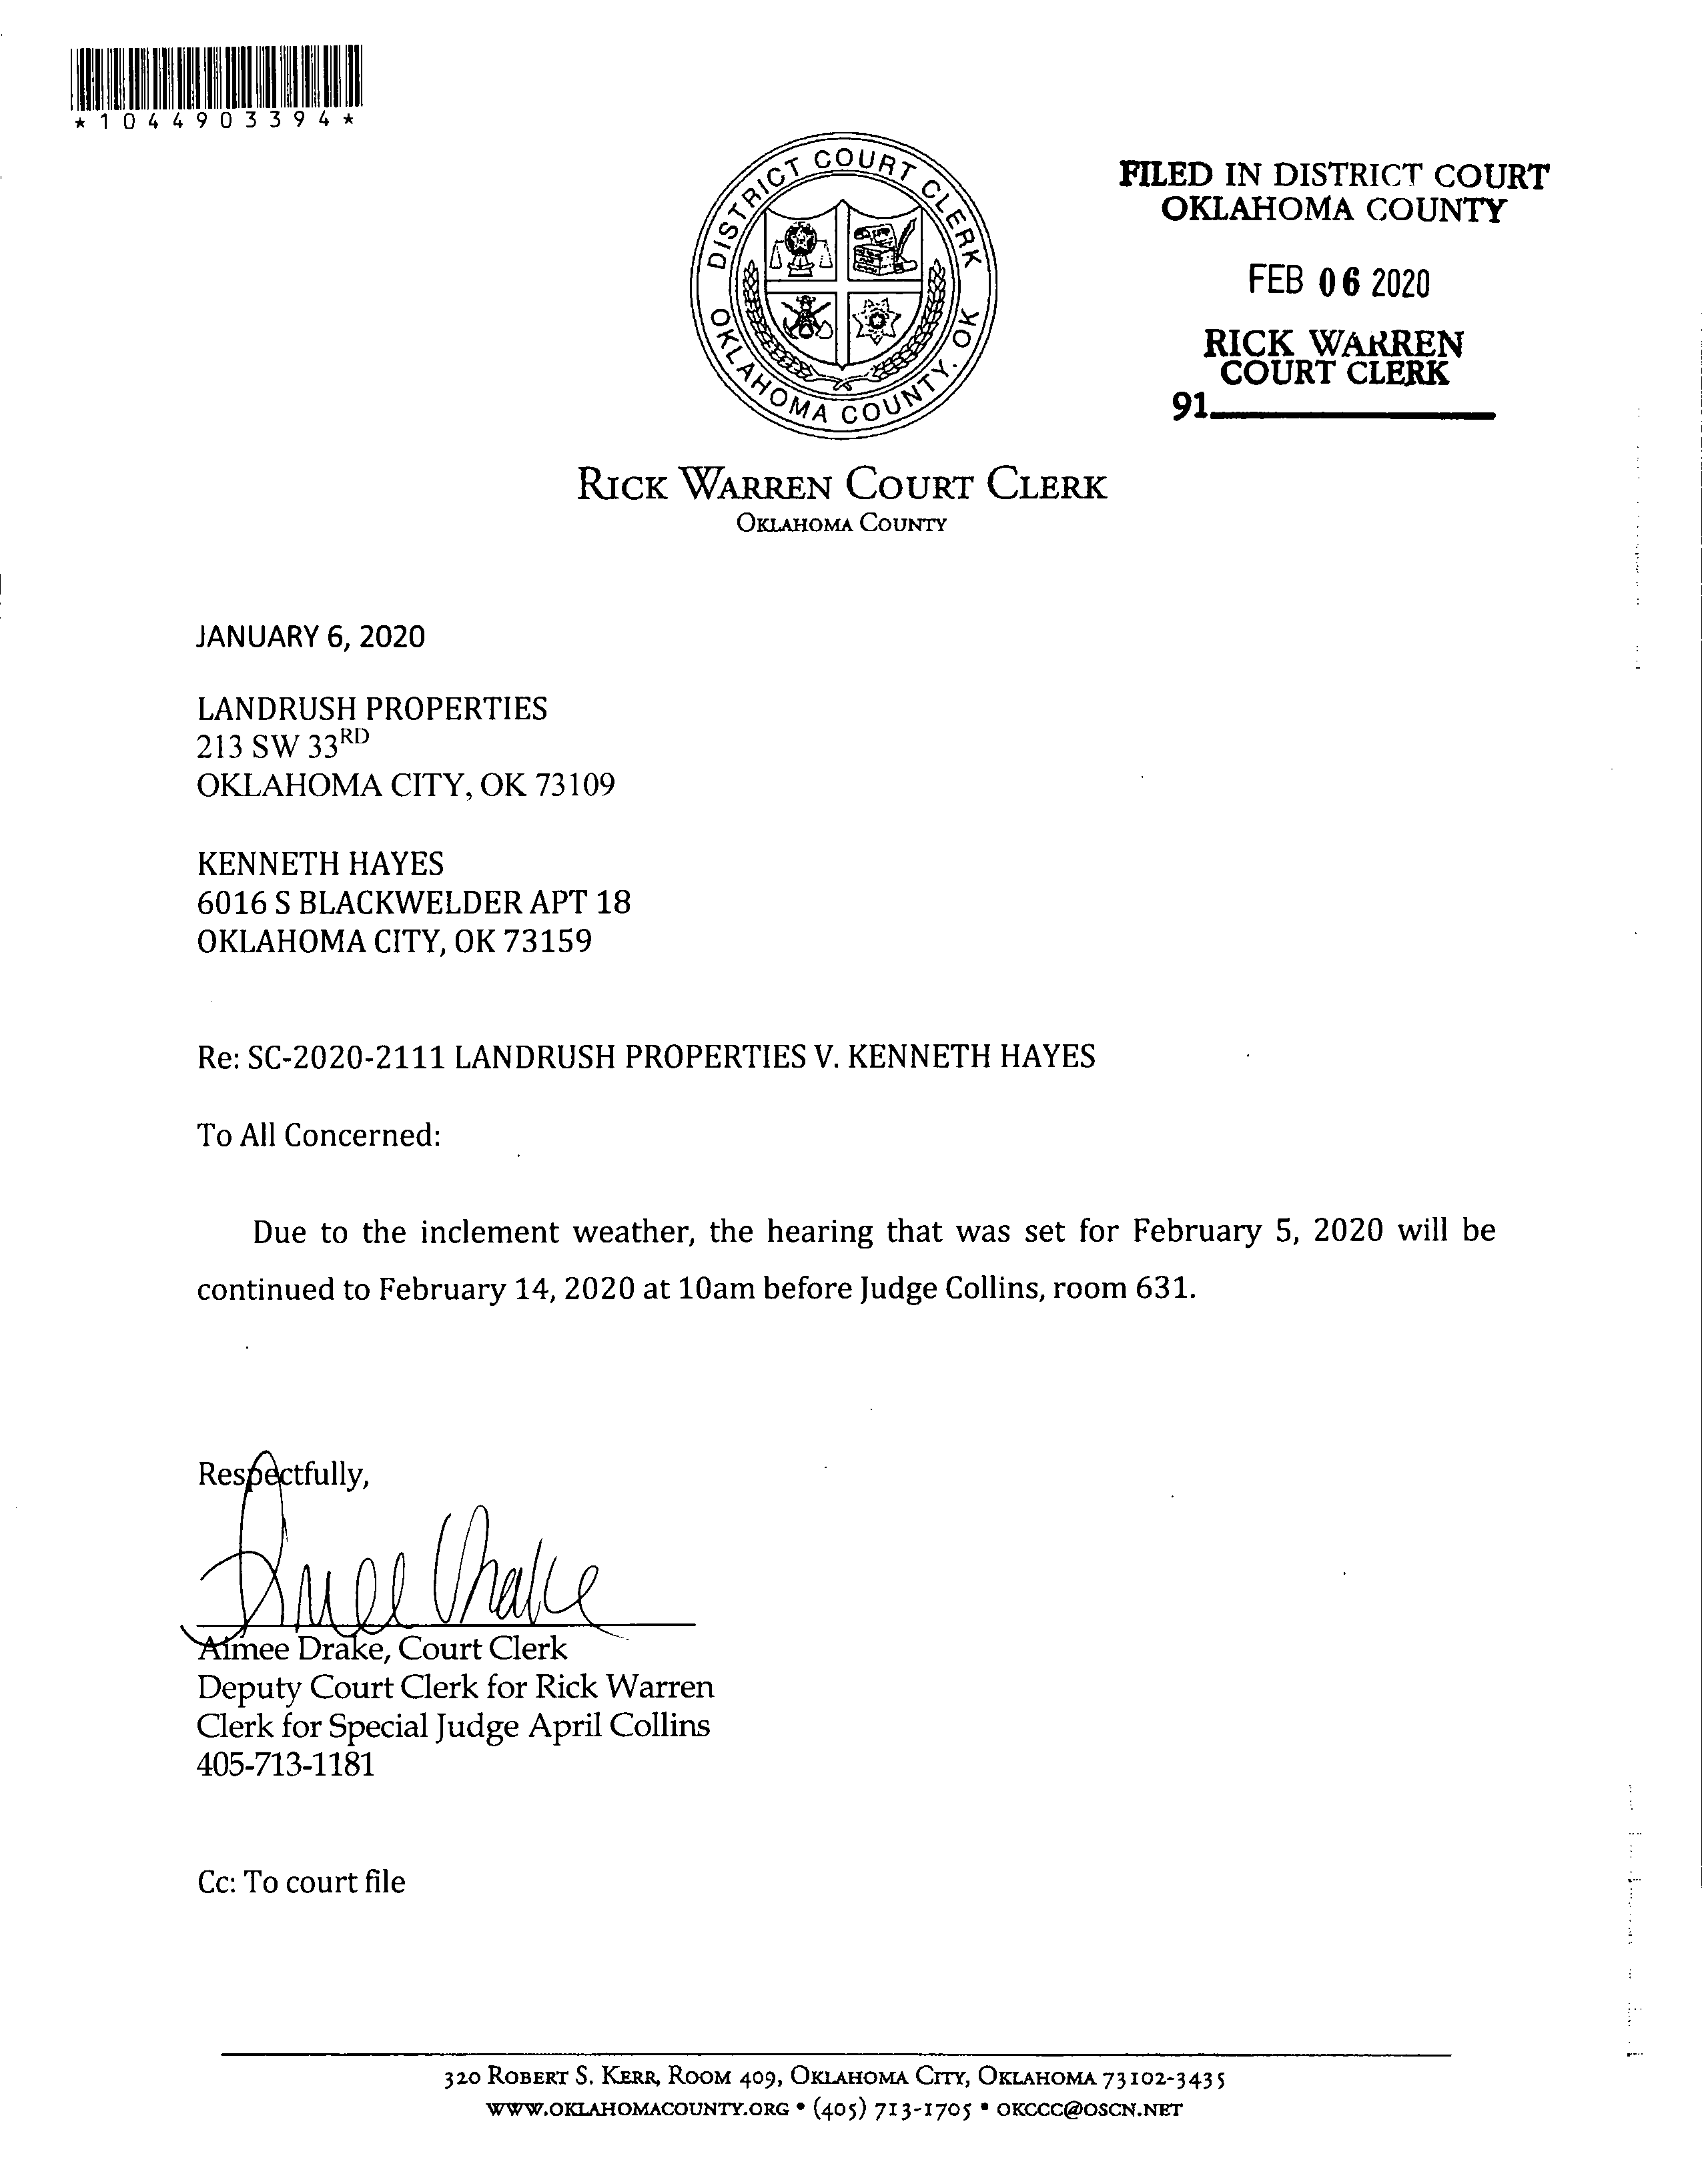 *1044903394*
DISTRICT COURT CLERK
OKLAHOMA COUNTY, OK
FILED IN DISTRICT COURT
OKLAHOMA COUNTY
FEB 06 2020
RICK WARREN
COURT CLERK
91
RICK WARREN COURT CLERK
OKLAHOMA COUNTY
JANUARY 6, 2020
LANDRUSH PROPERTIES
213 SW 33RD
OKLAHOMA CITY, OK 73109
KENNETH HAYES
6016 S BLACKWELDER APT 18
OKLAHOMA CITY, OK 73159
Re: SC-2020-2111 LANDRUSH PROPERTIES V. KENNETH HAYES
To All Concerned:
Due to the inclement weather, the hearing that was set for February 5, 2020 will be
continued to February 14, 2020 at 10am before Judge Collins, room 631.
Respectfully,
Aimee Drake
Aimee Drake, Court Clerk
Deputy Court Clerk for Rick Warren
Clerk for Special Judge April Collins
405-713-1181
Cc: To court file
320 ROBERT S. KERR, ROOM 409, OKLAHOMA CITY, OKLAHOMA 73102-3435
WWW.OKLAHOMACOUNTY.ORG • (405) 713-1705 • OKCCC@OSCN.NET